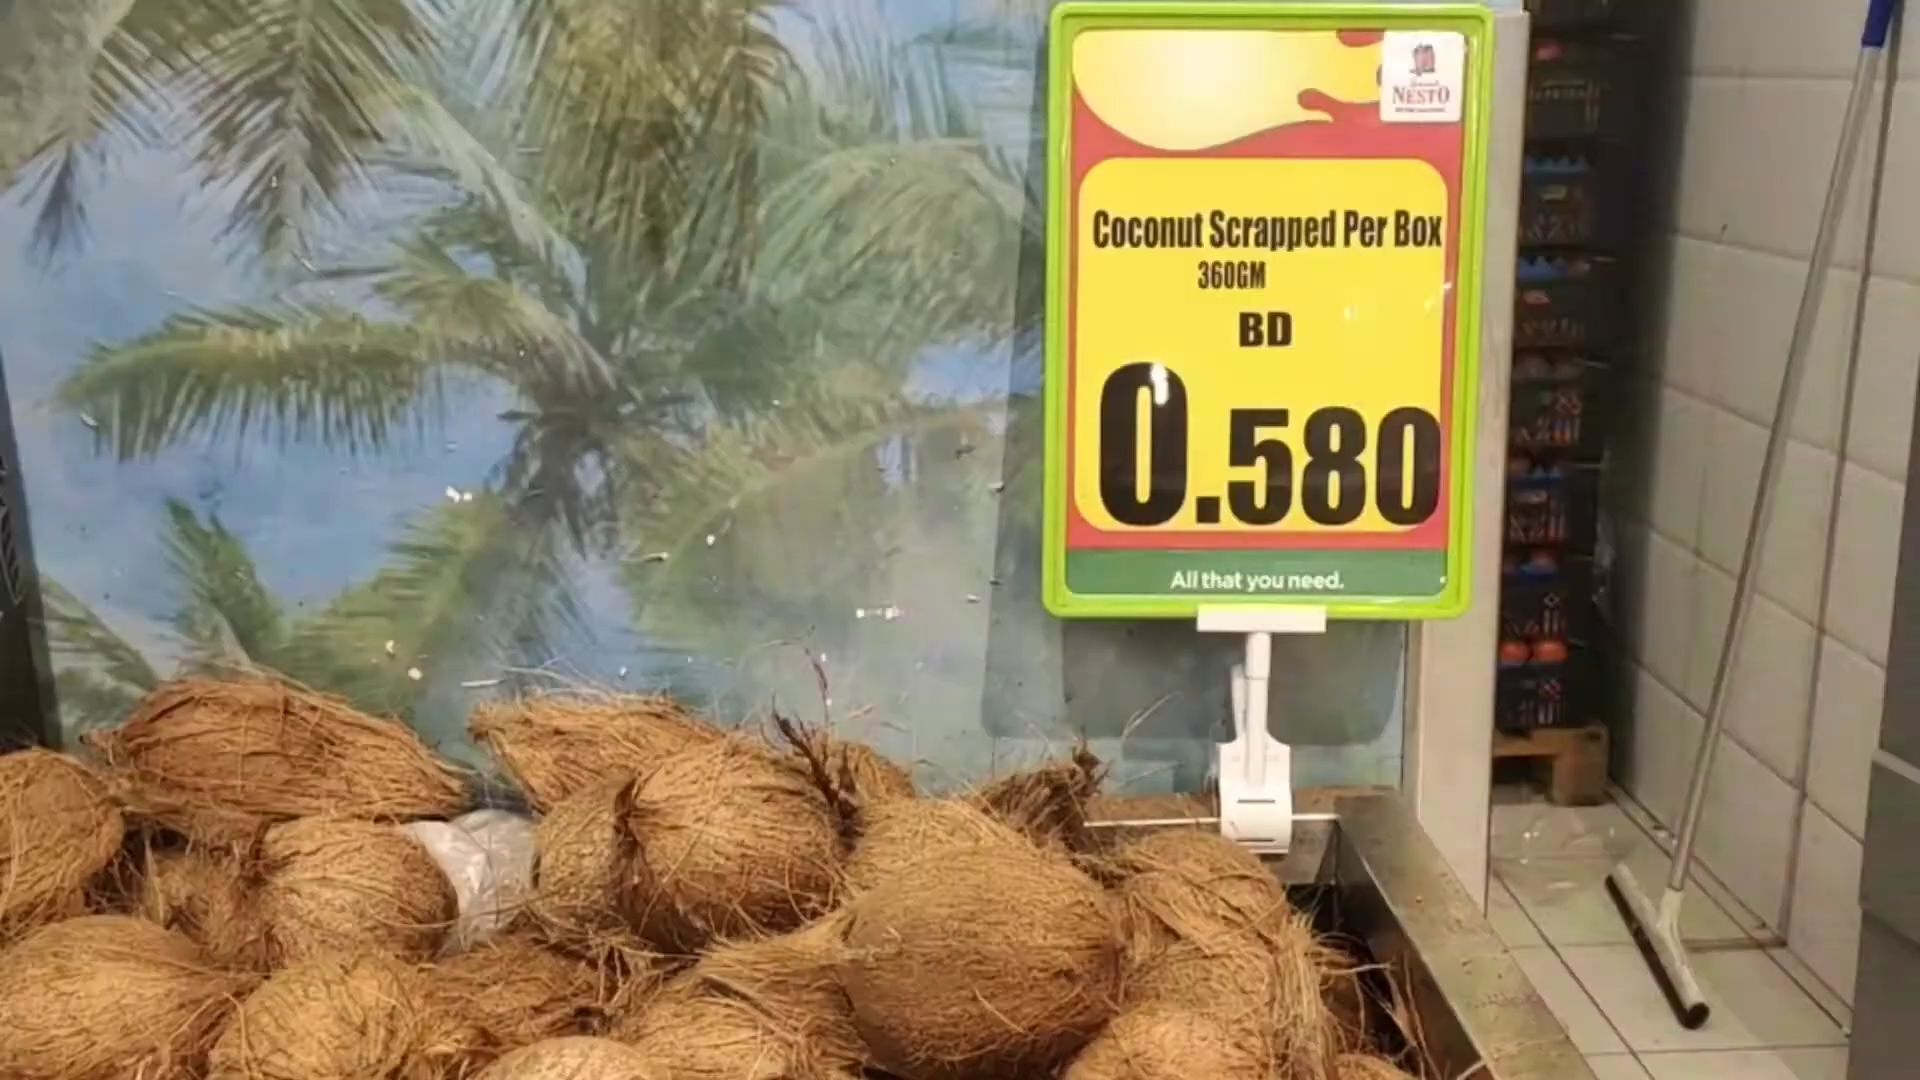 NESTO
Coconut Scrapped Per Box
360GM
BD
0.580
All that you need.